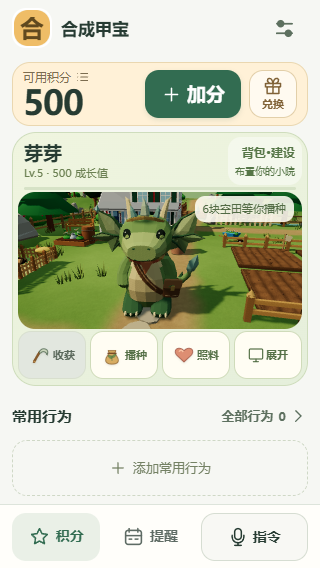 合
合成甲宝
可用积分
500
加分
兑换
芽芽
Lv.5 · 500 成长值
背包•建设
布置你的小院
6块空田等你播种
收获
播种
照料
展开
常用行为
全部行为 0
添加常用行为
积分
提醒
指令